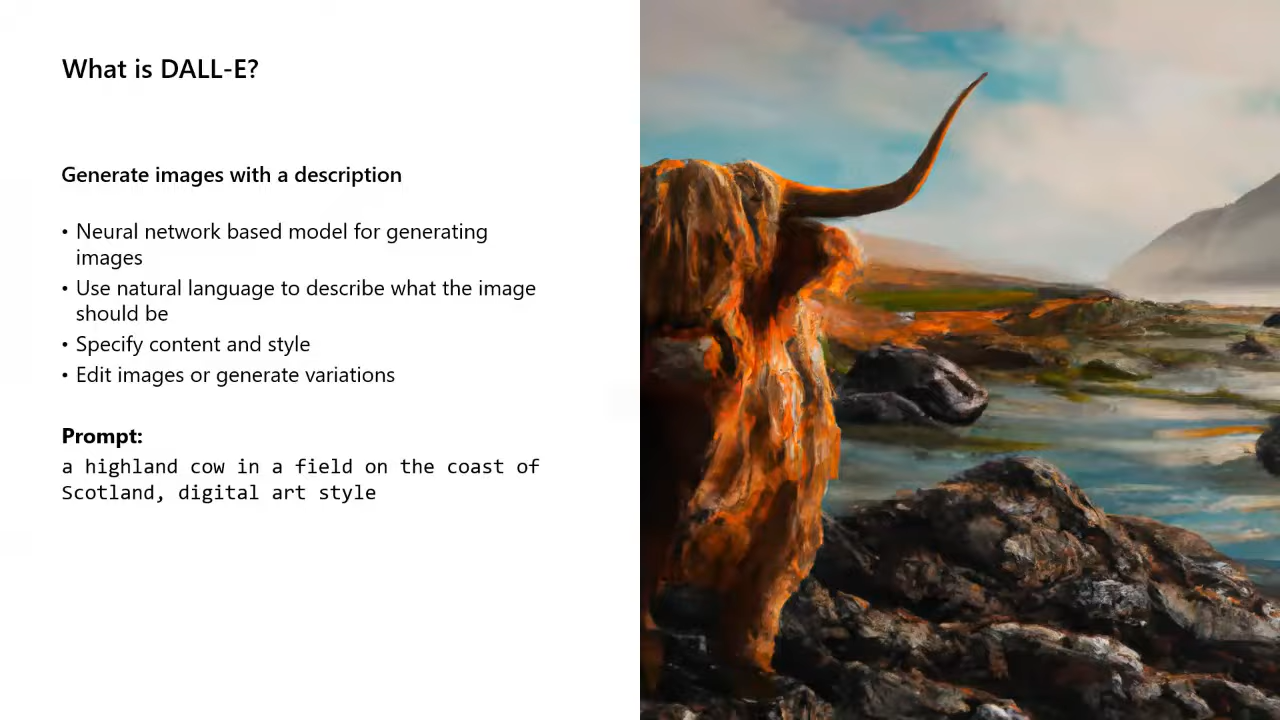 What is DALL-E?
Generate images with a description
• Neural network based model for generating
images
• Use natural language to describe what the image
should be
• Specify content and style
• Edit images or generate variations
Prompt:
a highland cow in a field on the coast of
Scotland, digital art style